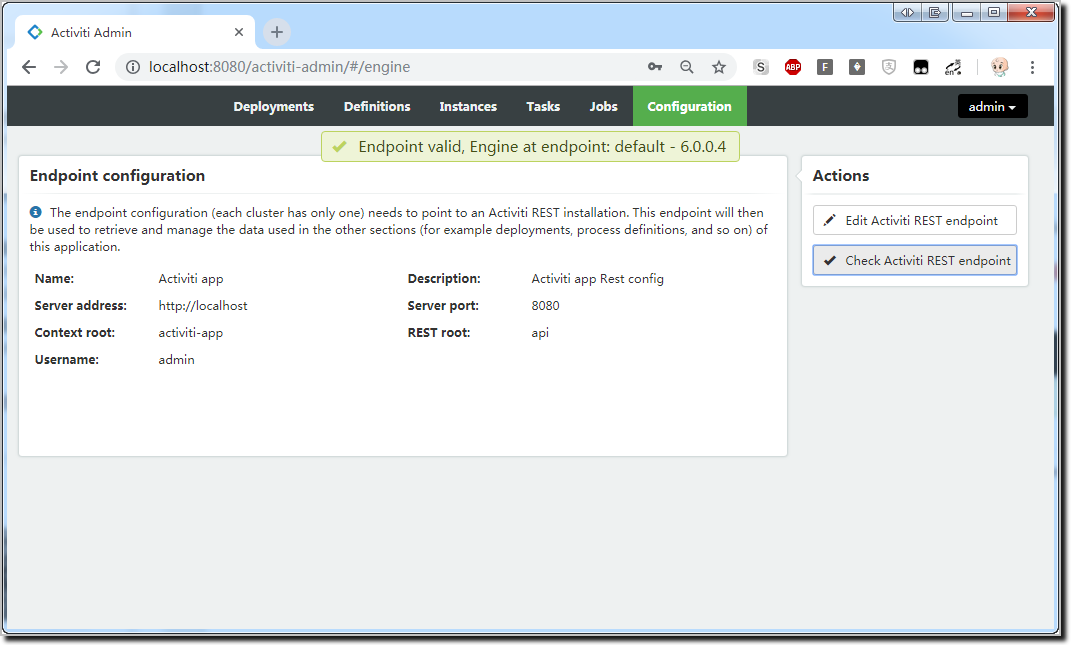 Activiti Admin
localhost:8080/activiti-admin/#/engine
S
ABP
F
en
Deployments Definitions Instances Tasks Jobs Configuration admin
Endpoint valid, Engine at endpoint: default - 6.0.0.4
Endpoint configuration
The endpoint configuration (each cluster has only one) needs to point to an Activiti REST installation. This endpoint will then
be used to retrieve and manage the data used in the other sections (for example deployments, process definitions, and so on) of
this application.
Name: Activiti app Description: Activiti app Rest config
Server address: http://localhost Server port: 8080
Context root: activiti-app REST root: api
Username: admin
Actions
Edit Activiti REST endpoint
Check Activiti REST endpoint